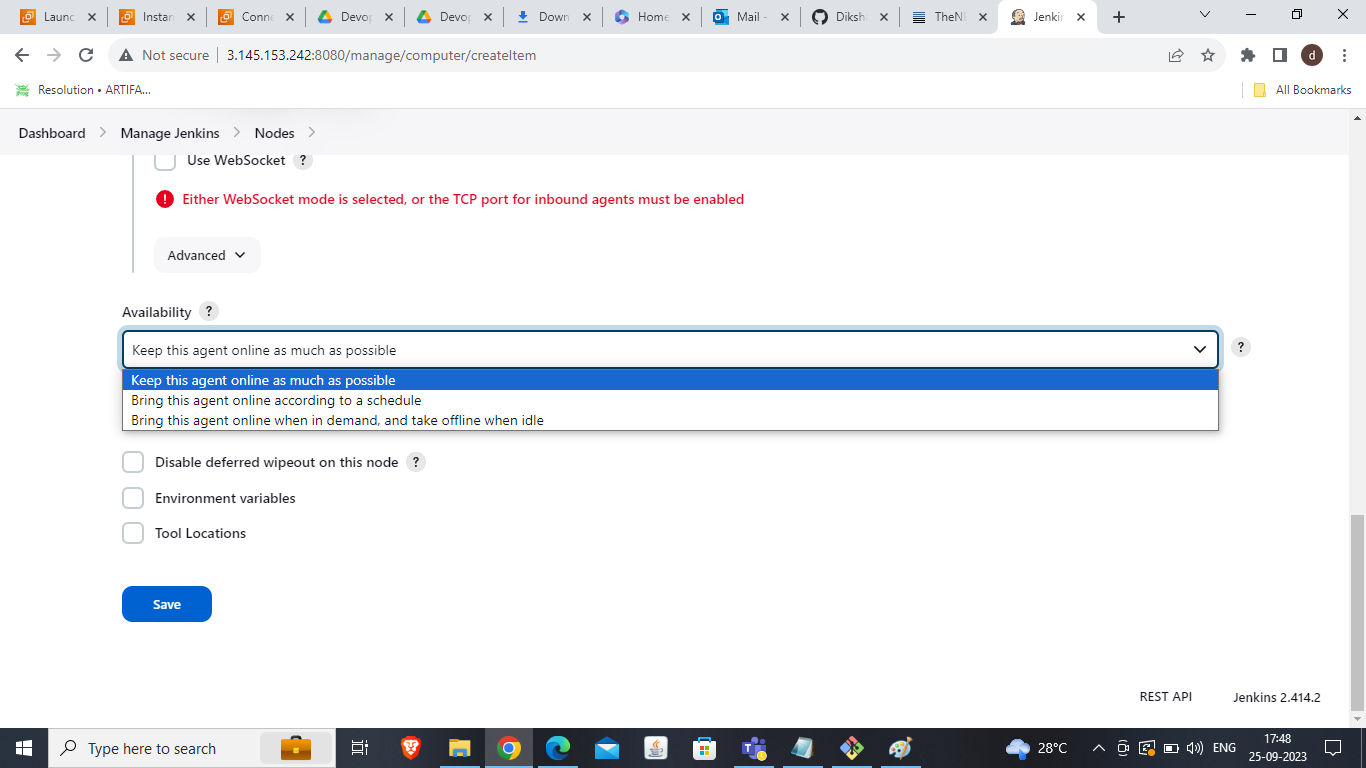 Launc
Instan
Conne
Devop
Devop
Down
Home
Mail -
Diksha
TheNE
Jenkin
Not secure
3.145.153.242:8080/manage/computer/createItem
d
Resolution • ARTIFA...
All Bookmarks
Dashboard
Manage Jenkins
Nodes
Use WebSocket ?
! Either WebSocket mode is selected, or the TCP port for inbound agents must be enabled
Advanced
Availability ?
Keep this agent online as much as possible
?
Keep this agent online as much as possible
Bring this agent online according to a schedule
Bring this agent online when in demand, and take offline when idle
Disable deferred wipeout on this node ?
Environment variables
Tool Locations
Save
REST API
Jenkins 2.414.2
Type here to search
28°C
ENG
17:48
25-09-2023